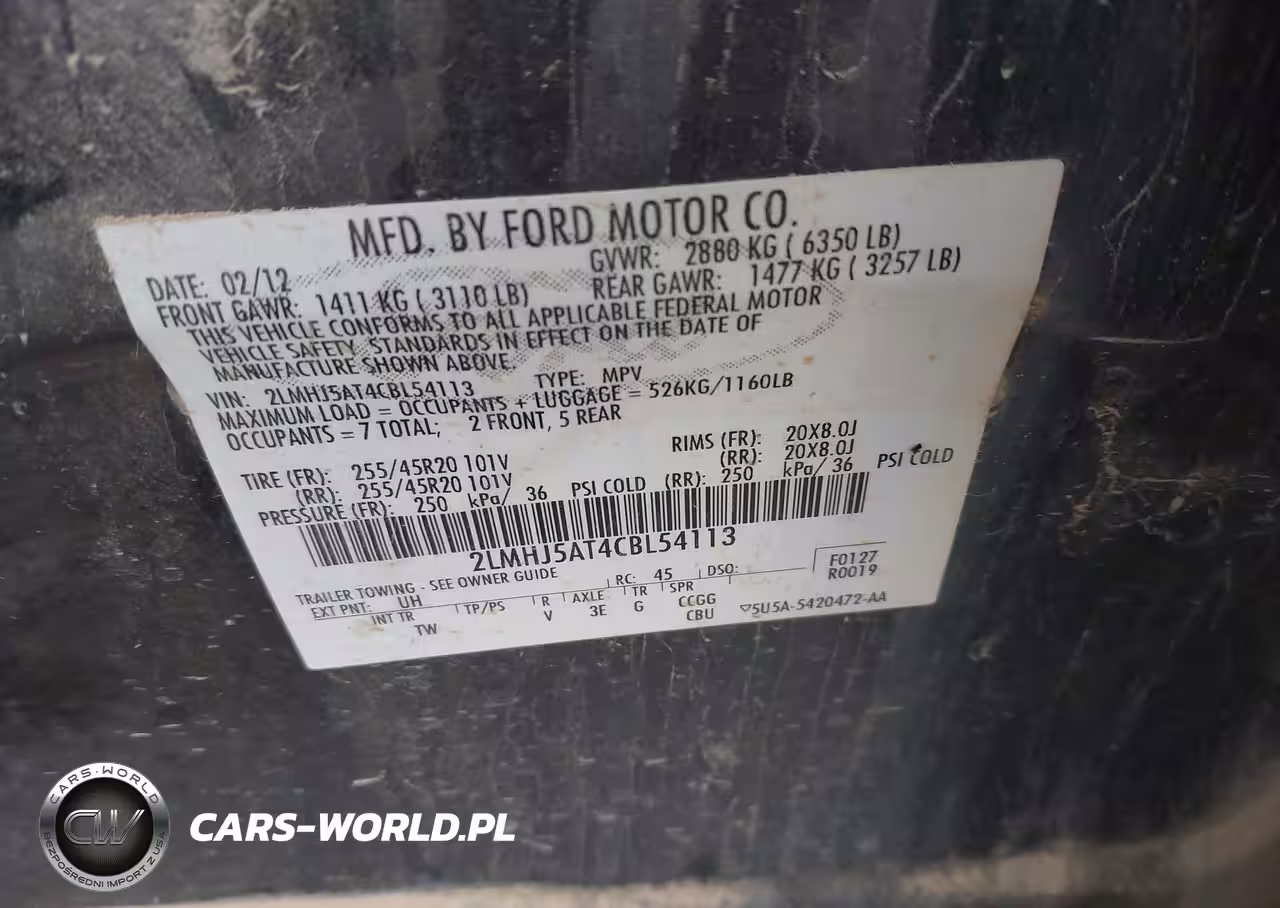 MFD. BY FORD MOTOR CO.
DATE: 02/12 GVWR: 2880 KG ( 6350 LB)
FRONT GAWR: 1411 KG ( 3110 LB) REAR GAWR: 1477 KG ( 3257 LB)
THIS VEHICLE CONFORMS TO ALL APPLICABLE FEDERAL MOTOR
VEHICLE SAFETY STANDARDS IN EFFECT ON THE DATE OF
MANUFACTURE SHOWN ABOVE.
VIN: 2LMHJ5AT4CBL54113 TYPE: MPV
MAXIMUM LOAD = OCCUPANTS + LUGGAGE = 526KG/1160LB
OCCUPANTS = 7 TOTAL; 2 FRONT, 5 REAR
TIRE (FR): 255/45R20 101V RIMS (FR): 20X8.0J
(RR): 255/45R20 101V (RR): 20X8.0J
PRESSURE (FR): 250 kPa/ 36 PSI COLD (RR): 250 kPa/ 36 PSI COLD
2LMHJ5AT4CBL54113
TRAILER TOWING - SEE OWNER GUIDE
F0127
R0019
EXT PNT: UH RC: 45 DSO:
INT TR TP/PS R AXLE TR SPR
TW V 3E G CCGG
CBU
▽5U5A-5420472-AA
CARS-WORLD
CW
BEZPOŚREDNI IMPORT Z USA
CARS-WORLD.PL